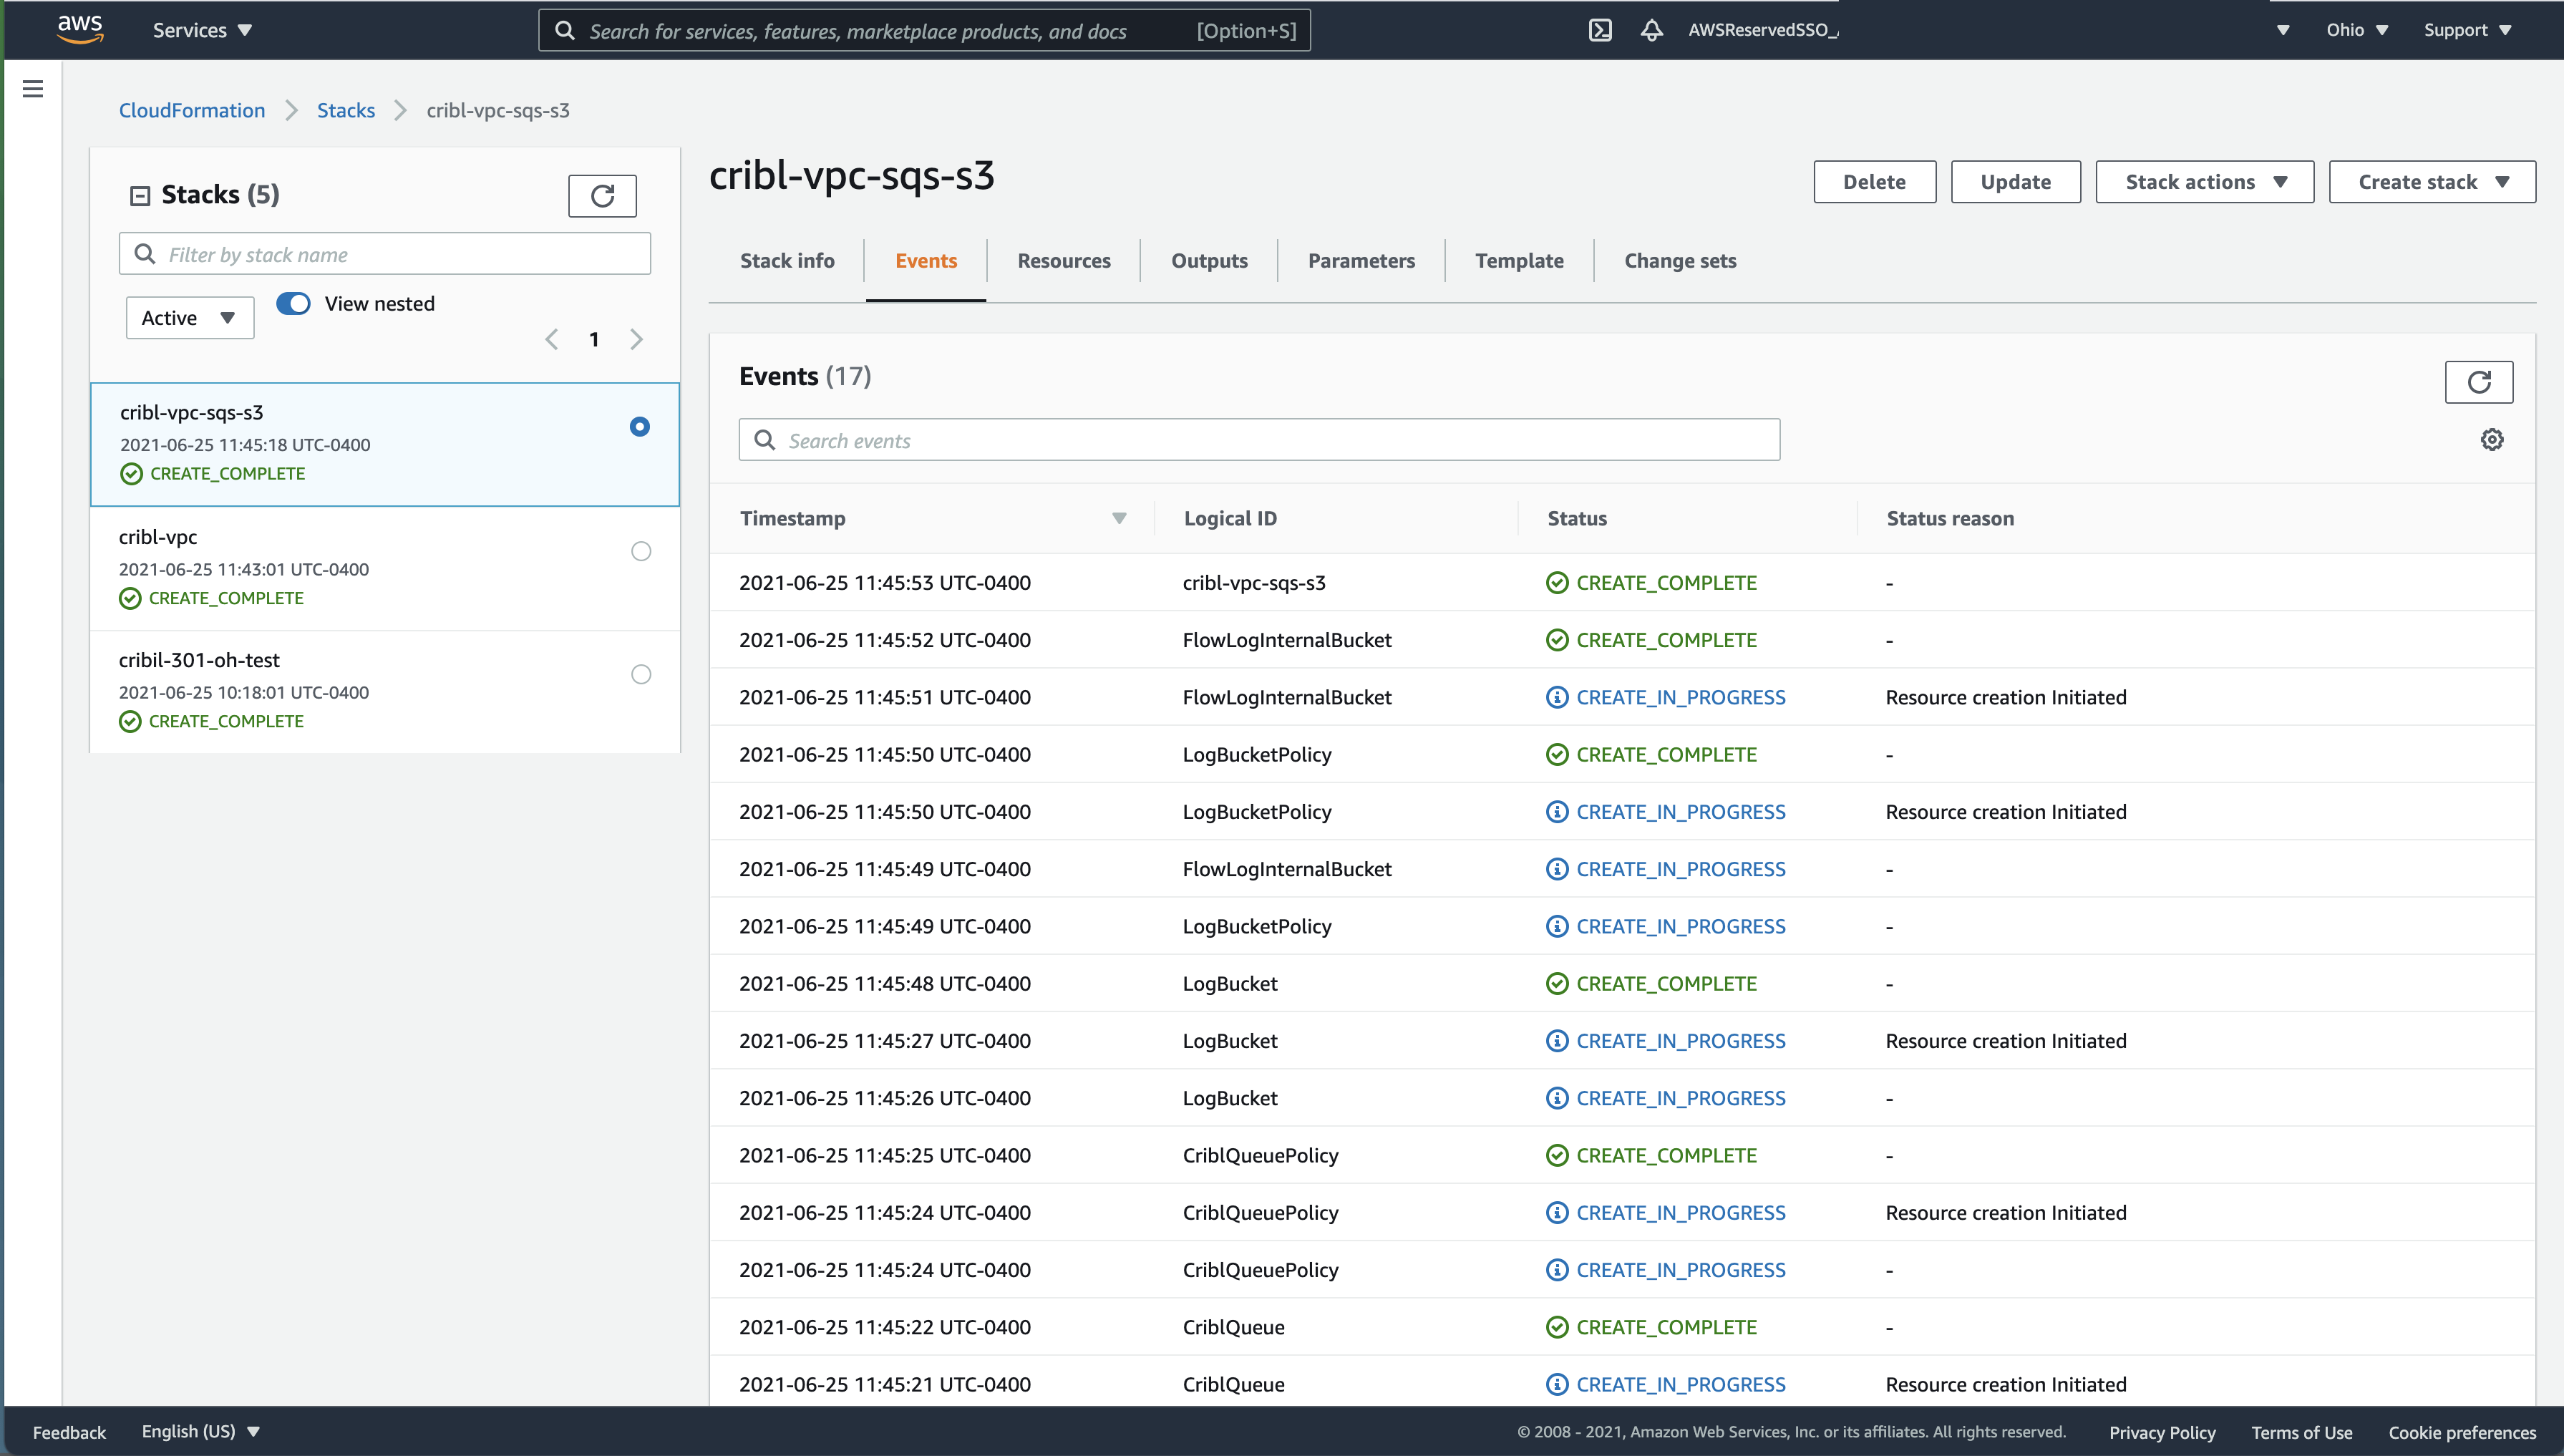 aws Services Search for services, features, marketplace products, and docs [Option+S] AWSReservedSSO_ Ohio Support
CloudFormation Stacks cribl-vpc-sqs-s3
Stacks (5)
Filter by stack name
Active View nested
1
cribl-vpc-sqs-s3
2021-06-25 11:45:18 UTC-0400
CREATE_COMPLETE
cribl-vpc
2021-06-25 11:43:01 UTC-0400
CREATE_COMPLETE
cribil-301-oh-test
2021-06-25 10:18:01 UTC-0400
CREATE_COMPLETE
cribl-vpc-sqs-s3
Delete Update Stack actions Create stack
Stack info Events Resources Outputs Parameters Template Change sets
Events (17)
Search events
Timestamp Logical ID Status Status reason
2021-06-25 11:45:53 UTC-0400 cribl-vpc-sqs-s3 CREATE_COMPLETE -
2021-06-25 11:45:52 UTC-0400 FlowLogInternalBucket CREATE_COMPLETE -
2021-06-25 11:45:51 UTC-0400 FlowLogInternalBucket CREATE_IN_PROGRESS Resource creation Initiated
2021-06-25 11:45:50 UTC-0400 LogBucketPolicy CREATE_COMPLETE -
2021-06-25 11:45:50 UTC-0400 LogBucketPolicy CREATE_IN_PROGRESS Resource creation Initiated
2021-06-25 11:45:49 UTC-0400 FlowLogInternalBucket CREATE_IN_PROGRESS -
2021-06-25 11:45:49 UTC-0400 LogBucketPolicy CREATE_IN_PROGRESS -
2021-06-25 11:45:48 UTC-0400 LogBucket CREATE_COMPLETE -
2021-06-25 11:45:27 UTC-0400 LogBucket CREATE_IN_PROGRESS Resource creation Initiated
2021-06-25 11:45:26 UTC-0400 LogBucket CREATE_IN_PROGRESS -
2021-06-25 11:45:25 UTC-0400 CriblQueuePolicy CREATE_COMPLETE -
2021-06-25 11:45:24 UTC-0400 CriblQueuePolicy CREATE_IN_PROGRESS Resource creation Initiated
2021-06-25 11:45:24 UTC-0400 CriblQueuePolicy CREATE_IN_PROGRESS -
2021-06-25 11:45:22 UTC-0400 CriblQueue CREATE_COMPLETE -
2021-06-25 11:45:21 UTC-0400 CriblQueue CREATE_IN_PROGRESS Resource creation Initiated
Feedback English (US) © 2008 - 2021, Amazon Web Services, Inc. or its affiliates. All rights reserved. Privacy Policy Terms of Use Cookie preferences